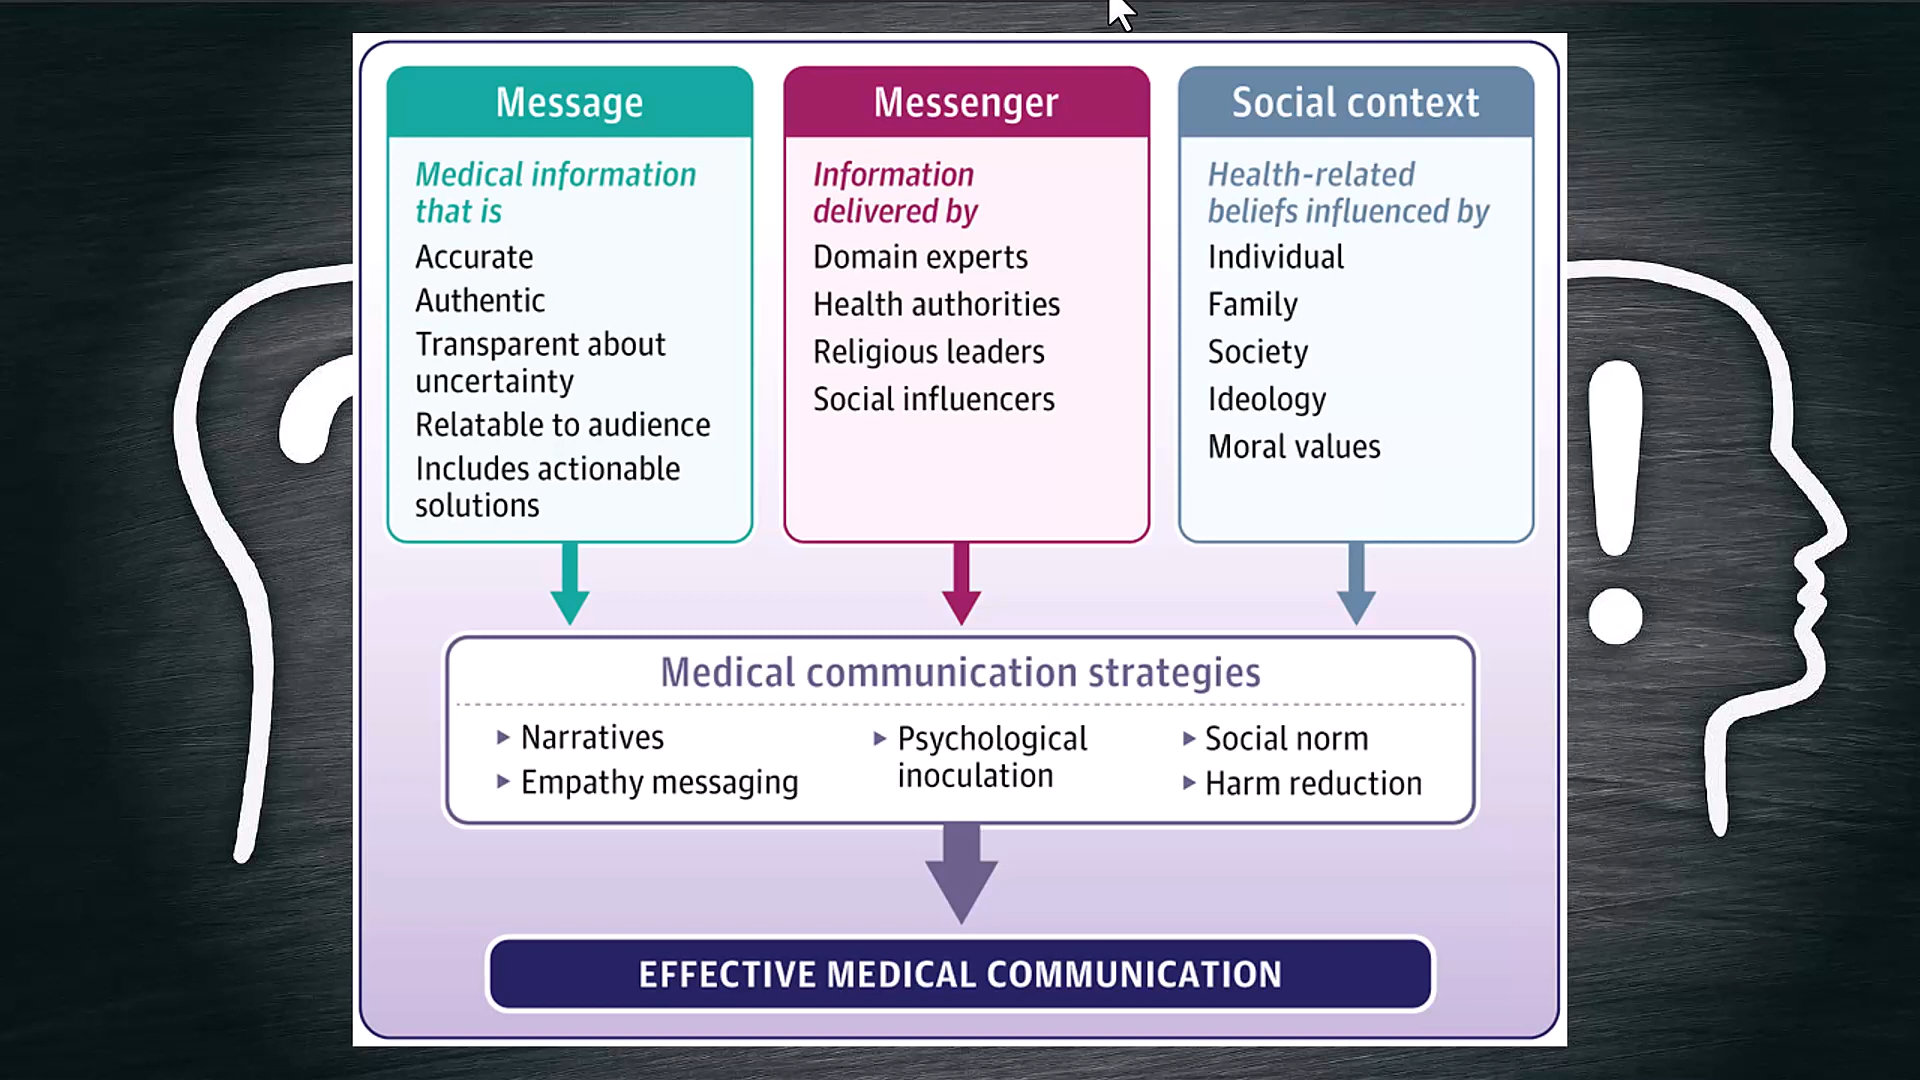 Message
Medical information
that is
Accurate
Authentic
Transparent about
uncertainty
Relatable to audience
Includes actionable
solutions
Messenger
Information
delivered by
Domain experts
Health authorities
Religious leaders
Social influencers
Social context
Health-related
beliefs influenced by
Individual
Family
Society
Ideology
Moral values
Medical communication strategies
Narratives
Empathy messaging
Psychological
inoculation
Social norm
Harm reduction
EFFECTIVE MEDICAL COMMUNICATION